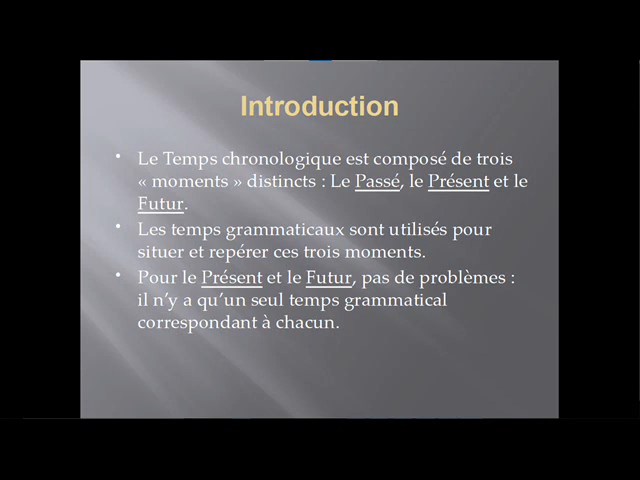 Introduction
• Le Temps chronologique est composé de trois
« moments » distincts : Le Passé, le Présent et le
Futur.
• Les temps grammaticaux sont utilisés pour
situer et repérer ces trois moments.
• Pour le Présent et le Futur, pas de problèmes :
il n’y a qu’un seul temps grammatical
correspondant à chacun.